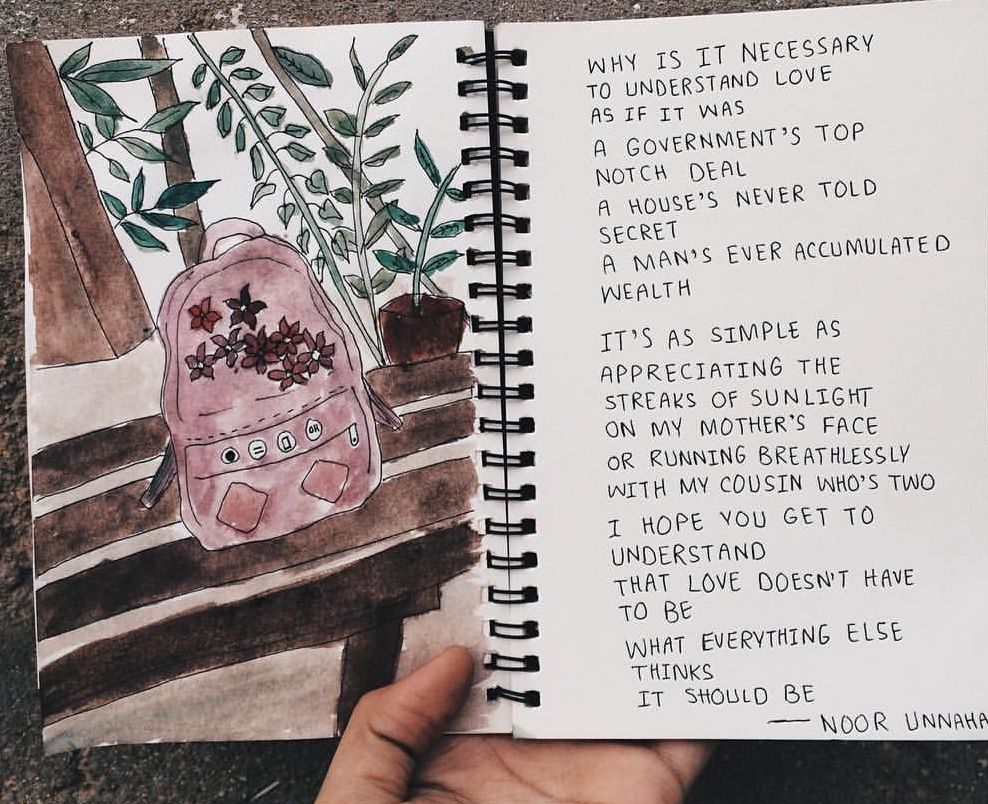 WHY IS IT NECESSARY
TO UNDERSTAND LOVE
AS IF IT WAS
A GOVERNMENT'S TOP
NOTCH DEAL
A HOUSE'S NEVER TOLD
SECRET
A MAN'S EVER ACCUMULATED
WEALTH
IT'S AS SIMPLE AS
APPRECIATING THE
STREAKS OF SUNLIGHT
ON MY MOTHER'S FACE
OR RUNNING BREATHLESSLY
WITH MY COUSIN WHO'S TWO
I HOPE YOU GET TO
UNDERSTAND
THAT LOVE DOESN'T HAVE
TO BE
WHAT EVERYTHING ELSE
THINKS
IT SHOULD BE
— NOOR UNNAHA